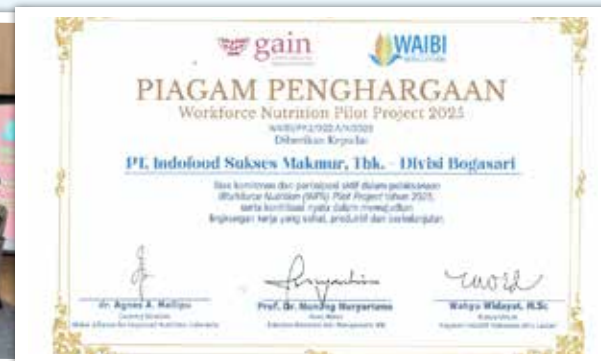 gain
WAIBI
PIAGAM PENGHARGAAN
Workforce Nutrition Pilot Project 2025
Diberikan Kepada:
PT. Indofood Sukses Makmur, Tbk. - Divisi Bogasari
Atas komitmen dan partisipasi aktif dalam pelaksanaan
Workforce Nutrition (WFN) Pilot Project tahun 2025,
serta kontribusi nyata dalam mewujudkan
lingkungan kerja yang sehat, produktif dan berkelanjutan
dr. Agnes A. Mallipu
Prof. Dr. Nunung Nuryartono
Wahyu Widayat, M.Sc